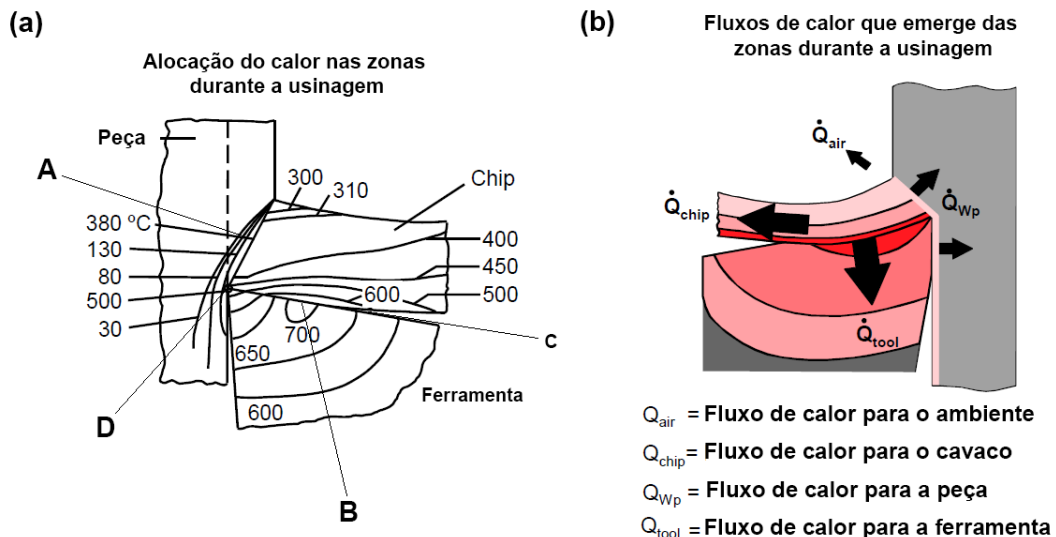 (a)
Alocação do calor nas zonas
durante a usinagem
Peça
A
300
310
Chip
380 ºC
130
80
500
30
400
450
600
500
700
650
600
C
Ferramenta
D
B
(b)
Fluxos de calor que emerge das
zonas durante a usinagem
Q̇air
Q̇chip
Q̇Wp
Q̇tool
Qair = Fluxo de calor para o ambiente
Qchip= Fluxo de calor para o cavaco
QWp = Fluxo de calor para a peça
Qtool = Fluxo de calor para a ferramenta